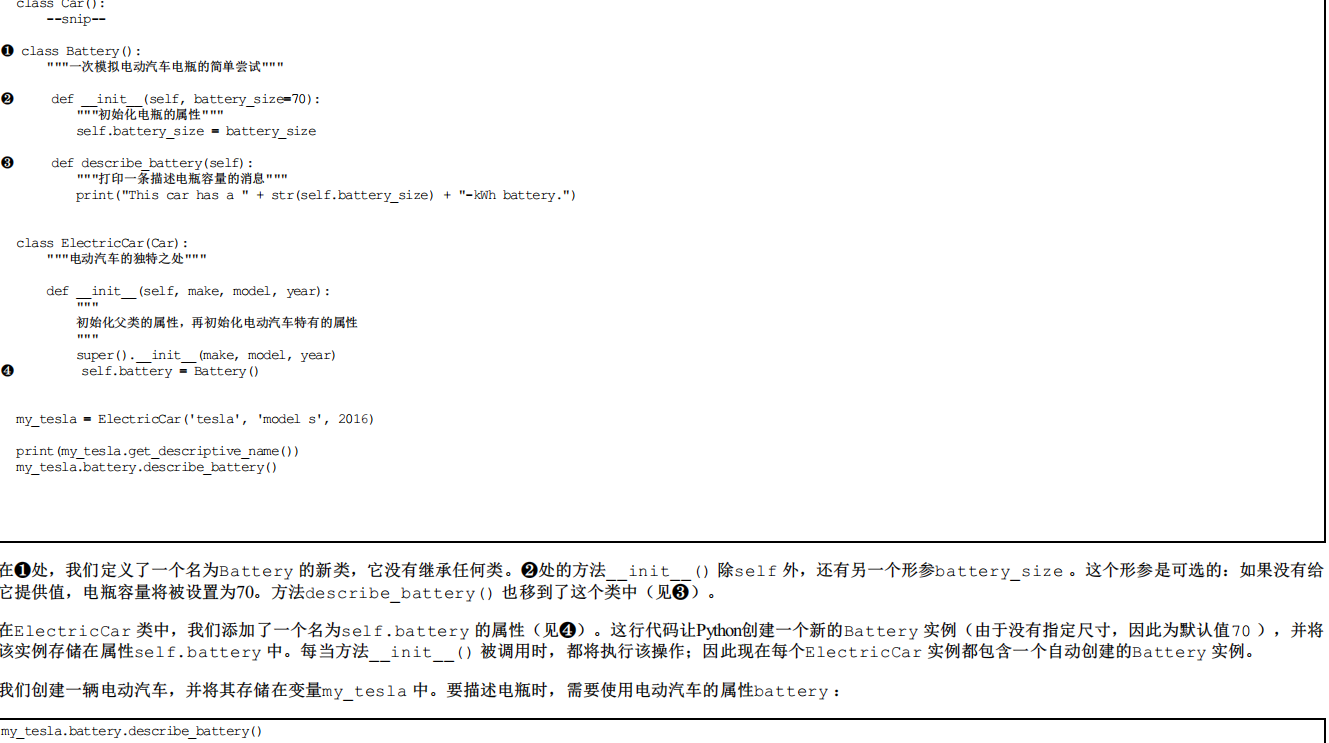 class Car():
--snip--
❶ class Battery():
"""一次模拟电动汽车电瓶的简单尝试"""
❷ def __init__(self, battery_size=70):
"""初始化电瓶的属性"""
self.battery_size = battery_size
❸ def describe_battery(self):
"""打印一条描述电瓶容量的消息"""
print("This car has a " + str(self.battery_size) + "-kWh battery.")
class ElectricCar(Car):
"""电动汽车的独特之处"""
def __init__(self, make, model, year):
"""
初始化父类的属性，再初始化电动汽车特有的属性
"""
super().__init__(make, model, year)
❹ self.battery = Battery()
my_tesla = ElectricCar('tesla', 'model s', 2016)
print(my_tesla.get_descriptive_name())
my_tesla.battery.describe_battery()
在❶处，我们定义了一个名为Battery 的新类，它没有继承任何类。❷处的方法__init__() 除self 外，还有另一个形参battery_size 。这个形参是可选的：如果没有给
它提供值，电瓶容量将被设置为70。方法describe_battery() 也移到了这个类中（见❸）。
在ElectricCar 类中，我们添加了一个名为self.battery 的属性（见❹）。这行代码让Python创建一个新的Battery 实例（由于没有指定尺寸，因此为默认值70 ），并将
该实例存储在属性self.battery 中。每当方法__init__() 被调用时，都将执行该操作；因此现在每个ElectricCar 实例都包含一个自动创建的Battery 实例。
我们创建一辆电动汽车，并将其存储在变量my_tesla 中。要描述电瓶时，需要使用电动汽车的属性battery ：
my_tesla.battery.describe_battery()